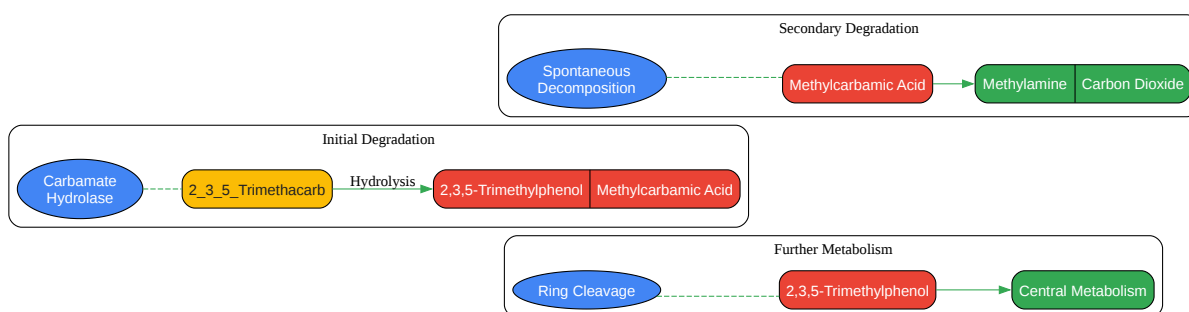 Secondary Degradation
Spontaneous
Decomposition
Methylcarbamic Acid
Methylamine
Carbon Dioxide
Initial Degradation
Carbamate
Hydrolase
2_3_5_Trimethacarb
Hydrolysis
2,3,5-Trimethylphenol
Methylcarbamic Acid
Further Metabolism
Ring Cleavage
2,3,5-Trimethylphenol
Central Metabolism